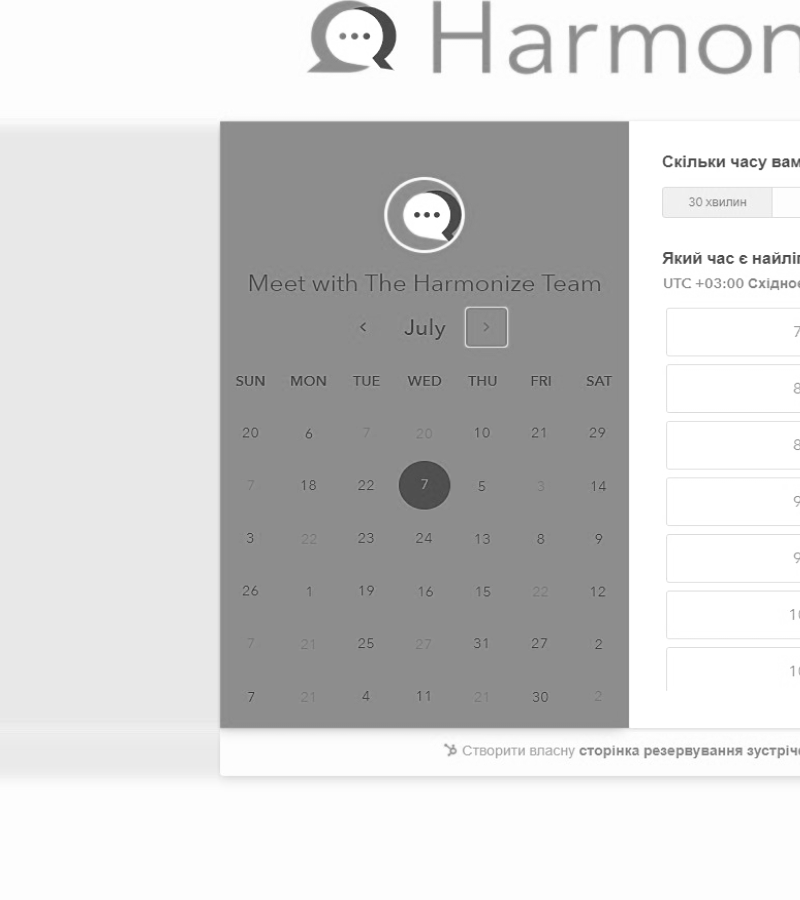 Harmon
Meet with The Harmonize Team
July
SUN MON TUE WED THU FRI SAT
20 6 7 20 10 21 29
7 18 22 7 5 3 14
3 22 23 24 13 8 9
26 1 19 16 15 22 12
7 21 25 27 31 27 2
7 21 4 11 21 30 2
Скільки часу вам
30 хвилин
Який час є найліп
UTC +03:00 Східноє
7
8
8
9
9
10
10
Створити власну сторінка резервування зустріче